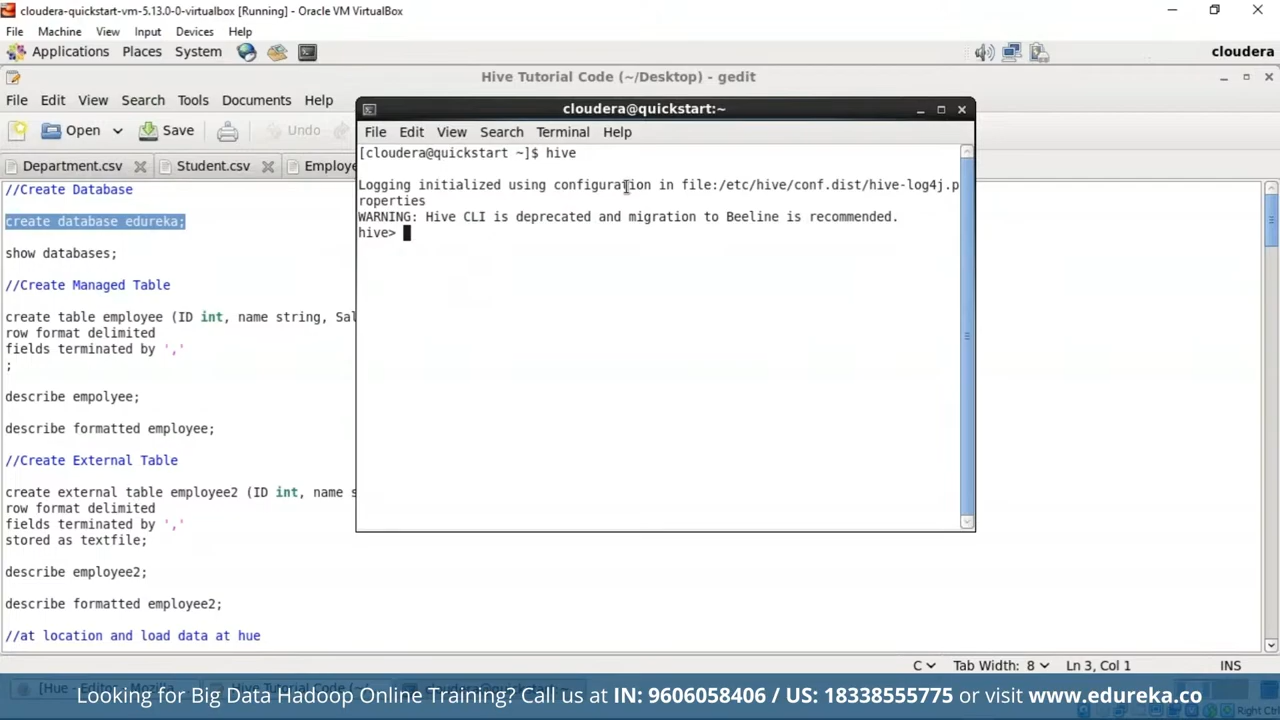 cloudera-quickstart-vm-5.13.0-0-virtualbox [Running] - Oracle VM VirtualBox
File Machine View Input Devices Help
Applications Places System cloudera
Hive Tutorial Code (~/Desktop) - gedit
File Edit View Search Tools Documents Help
Open Save Undo
Department.csv Student.csv Employe
//Create Database
create database edureka;
show databases;
//Create Managed Table
create table employee (ID int, name string, Sal
row format delimited
fields terminated by ','
;
describe empolyee;
describe formatted employee;
//Create External Table
create external table employee2 (ID int, name s
row format delimited
fields terminated by ','
stored as textfile;
describe employee2;
describe formatted employee2;
//at location and load data at hue
cloudera@quickstart:~
File Edit View Search Terminal Help
[cloudera@quickstart ~]$ hive
Logging initialized using configuration in file:/etc/hive/conf.dist/hive-log4j.p
roperties
WARNING: Hive CLI is deprecated and migration to Beeline is recommended.
hive>
C Tab Width: 8 Ln 3, Col 1 INS
Looking for Big Data Hadoop Online Training? Call us at IN: 9606058406 / US: 18338555775 or visit www.edureka.co
Right Ctrl